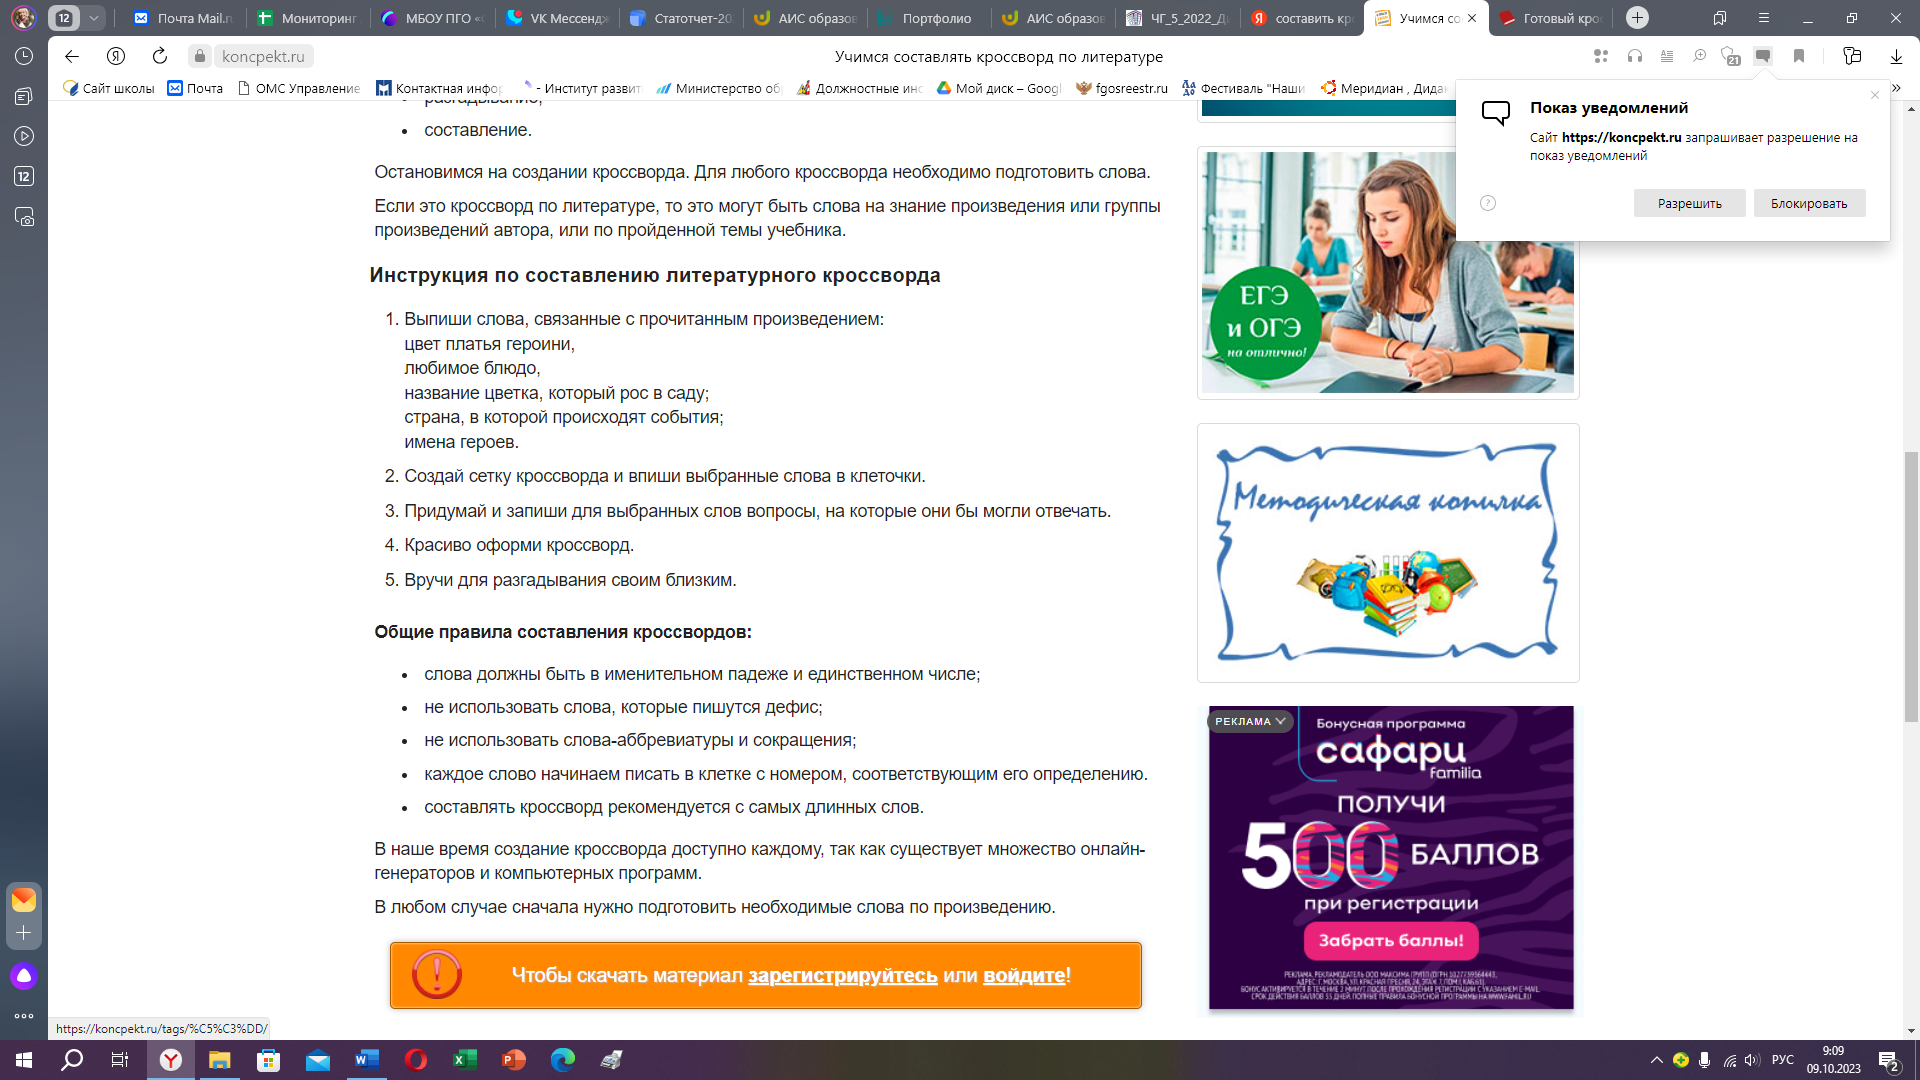 12
Почта Mail.r
Мониторинг
МБОУ ПГО «
VK Мессендж
Статотчет-20
АИС образов
Портфолио
АИС образов
ЧГ_5_2022_Ди
составить кро
Учимся со
Готовый крос
koncpekt.ru
Учимся составлять кроссворд по литературе
21
Сайт школы
Почта
ОМС Управление
Контактная инфор
- Институт развит
Министерство об
Должностные инс
Мой диск – Googl
fgosreestr.ru
Фестиваль "Наши
Меридиан , Дидак
12
разгадывание;
составление.
Остановимся на создании кроссворда. Для любого кроссворда необходимо подготовить слова.
Если это кроссворд по литературе, то это могут быть слова на знание произведения или группы
произведений автора, или по пройденной темы учебника.
Инструкция по составлению литературного кроссворда
1. Выпиши слова, связанные с прочитанным произведением:
цвет платья героини,
любимое блюдо,
название цветка, который рос в саду;
страна, в которой происходят события;
имена героев.
2. Создай сетку кроссворда и впиши выбранные слова в клеточки.
3. Придумай и запиши для выбранных слов вопросы, на которые они бы могли отвечать.
4. Красиво оформи кроссворд.
5. Вручи для разгадывания своим близким.
Общие правила составления кроссвордов:
слова должны быть в именительном падеже и единственном числе;
не использовать слова, которые пишутся дефис;
не использовать слова-аббревиатуры и сокращения;
каждое слово начинаем писать в клетке с номером, соответствующим его определению.
составлять кроссворд рекомендуется с самых длинных слов.
В наше время создание кроссворда доступно каждому, так как существует множество онлайн-
генераторов и компьютерных программ.
В любом случае сначала нужно подготовить необходимые слова по произведению.
Чтобы скачать материал зарегистрируйтесь или войдите!
Показ уведомлений
Сайт https://koncpekt.ru запрашивает разрешение на
показ уведомлений
Разрешить
Блокировать
ЕГЭ
и ОГЭ
на отлично!
Методическая копилка
РЕКЛАМА
Бонусная программа
сафари
familia
ПОЛУЧИ
500 БАЛЛОВ
при регистрации
Забрать баллы!
https://koncpekt.ru/tags/%C5%C3%DD/
РУС
9:09
09.10.2023
2